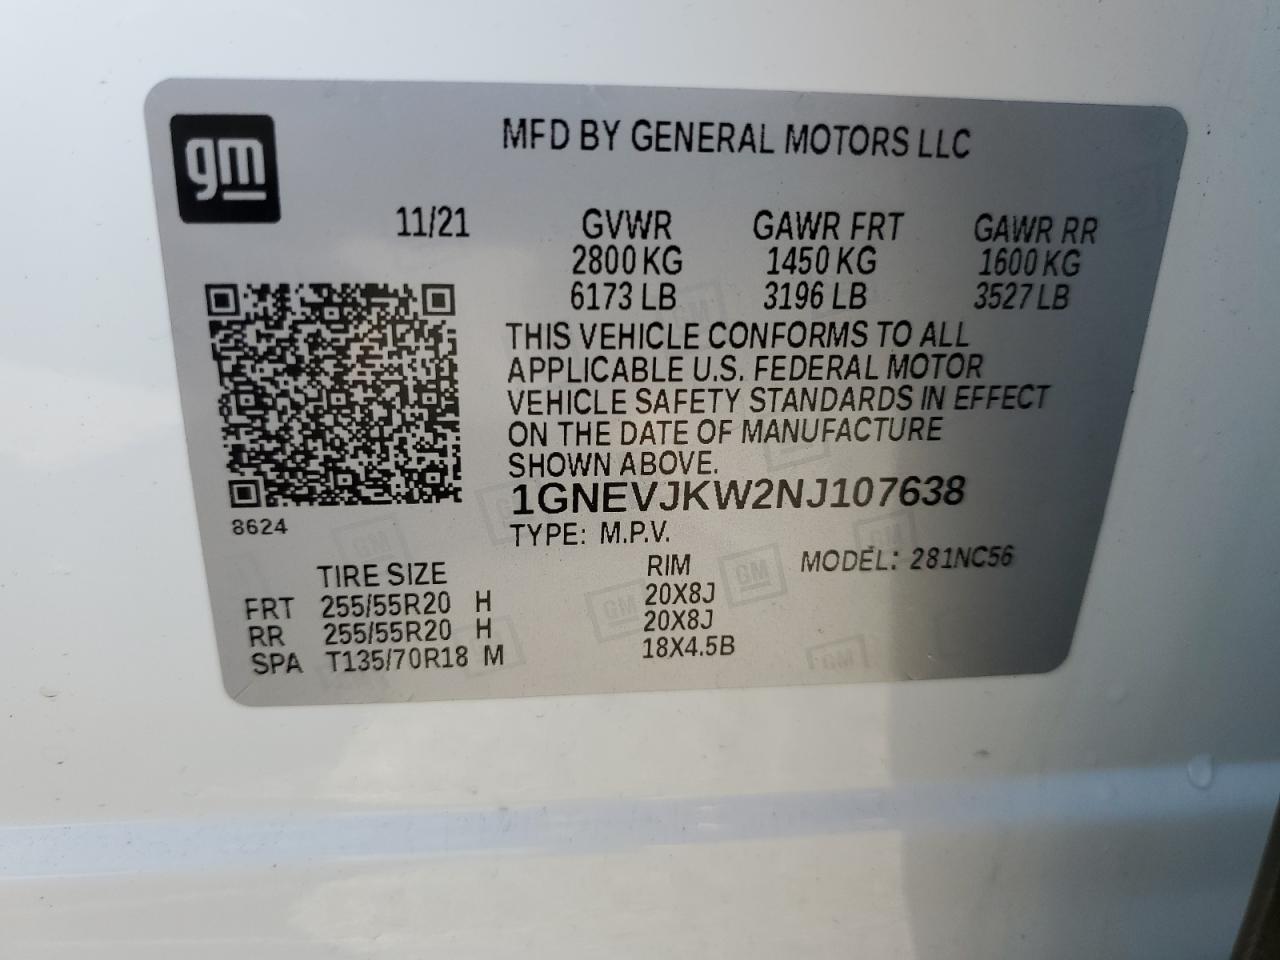 gm
MFD BY GENERAL MOTORS LLC
11/21 GVWR GAWR FRT GAWR RR
2800 KG 1450 KG 1600 KG
6173 LB 3196 LB 3527 LB
THIS VEHICLE CONFORMS TO ALL
APPLICABLE U.S. FEDERAL MOTOR
VEHICLE SAFETY STANDARDS IN EFFECT
ON THE DATE OF MANUFACTURE
SHOWN ABOVE.
1GNEVJKW2NJ107638
8624
TYPE: M.P.V.
TIRE SIZE RIM MODEL: 281NC56
FRT 255/55R20 H 20X8J
RR 255/55R20 H 20X8J
SPA T135/70R18 M 18X4.5B